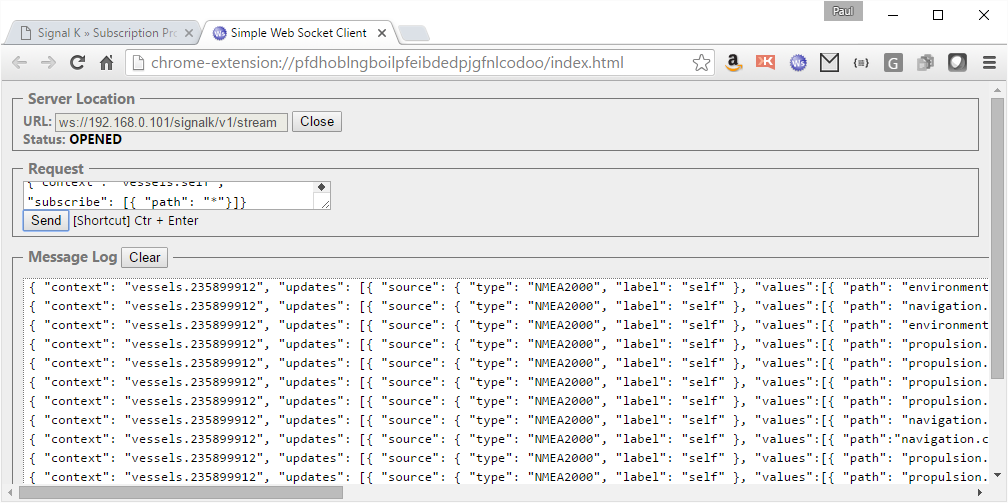 Paul
Signal K » Subscription Pro
Simple Web Socket Client
chrome-extension://pfdhoblngboilpfeibdedpjgfnlcodoo/index.html
Server Location
URL: ws://192.168.0.101/signalk/v1/stream Close
Status: OPENED
Request
{"context": "vessels.self",
"subscribe": [{ "path": "*"}]}
Send [Shortcut] Ctr + Enter
Message Log Clear
{ "context": "vessels.235899912", "updates": [{ "source": { "type": "NMEA2000", "label": "self" }, "values":[{ "path": "environment
{ "context": "vessels.235899912", "updates": [{ "source": { "type": "NMEA2000", "label": "self" }, "values":[{ "path": "navigation.
{ "context": "vessels.235899912", "updates": [{ "source": { "type": "NMEA2000", "label": "self" }, "values":[{ "path": "environment
{ "context": "vessels.235899912", "updates": [{ "source": { "type": "NMEA2000", "label": "self" }, "values":[{ "path": "propulsion.
{ "context": "vessels.235899912", "updates": [{ "source": { "type": "NMEA2000", "label": "self" }, "values":[{ "path": "propulsion.
{ "context": "vessels.235899912", "updates": [{ "source": { "type": "NMEA2000", "label": "self" }, "values":[{ "path": "propulsion.
{ "context": "vessels.235899912", "updates": [{ "source": { "type": "NMEA2000", "label": "self" }, "values":[{ "path": "propulsion.
{ "context": "vessels.235899912", "updates": [{ "source": { "type": "NMEA2000", "label": "self" }, "values":[{ "path": "navigation.
{ "context": "vessels.235899912", "updates": [{ "source": { "type": "NMEA2000", "label": "self" }, "values":[{ "path":"navigation.c
{ "context": "vessels.235899912", "updates": [{ "source": { "type": "NMEA2000", "label": "self" }, "values":[{ "path": "propulsion.
{ "context": "vessels.235899912", "updates": [{ "source": { "type": "NMEA2000", "label": "self" }, "values":[{ "path": "propulsion.